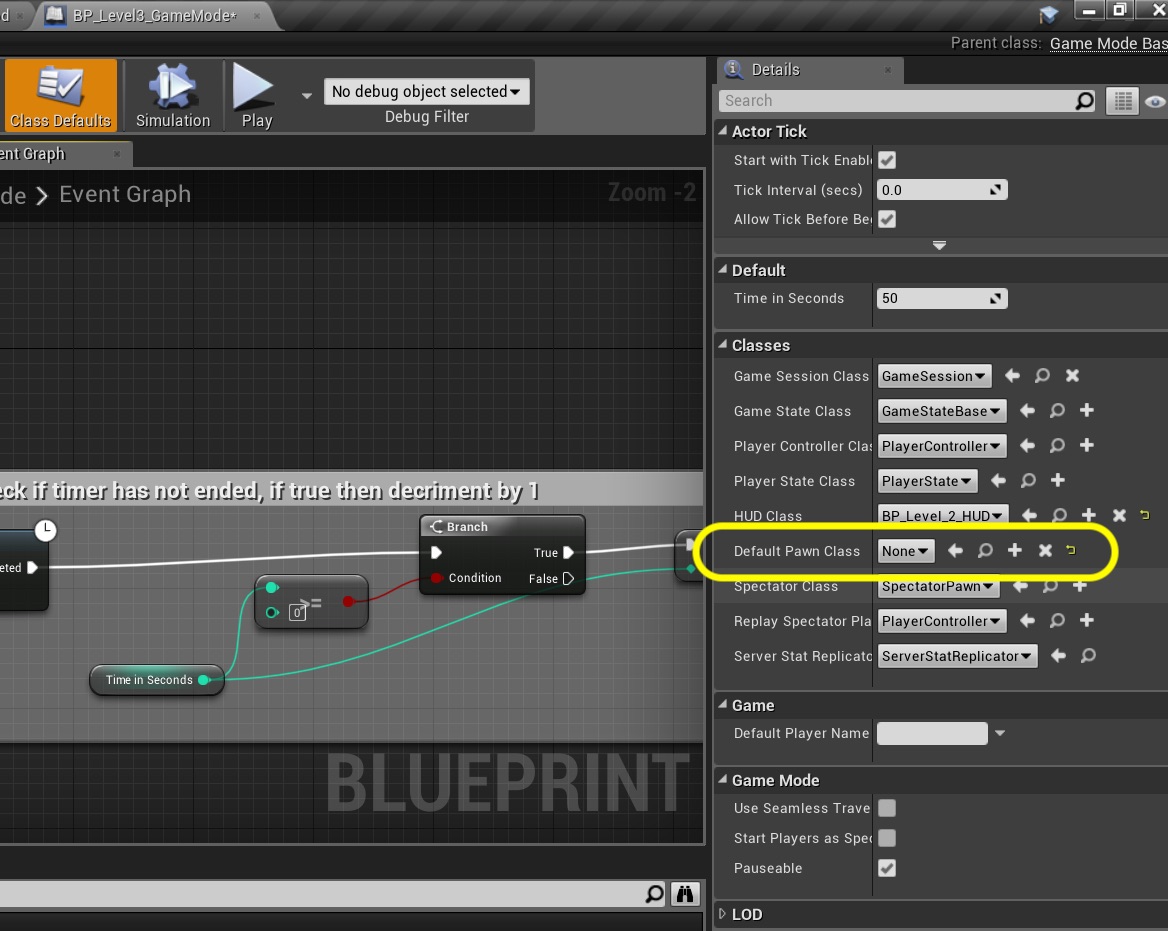 d
BP_Level3_GameMode*
Parent class: Game Mode Bas
Class Defaults
Simulation
Play
No debug object selected
Debug Filter
ent Graph
de > Event Graph
Zoom -2
eck if timer has not ended, if true then decriment by 1
eted
Branch
True
Condition
False
>=
0
Time in Seconds
BLUEPRINT
Details
Search
Actor Tick
Start with Tick Enabl
Tick Interval (secs) 0.0
Allow Tick Before Be
Default
Time in Seconds 50
Classes
Game Session Class GameSession
Game State Class GameStateBase
Player Controller Clas PlayerController
Player State Class PlayerState
HUD Class BP_Level_2_HUD
Default Pawn Class None
Spectator Class SpectatorPawn
Replay Spectator Pla PlayerController
Server Stat Replicato ServerStatReplicator
Game
Default Player Name
Game Mode
Use Seamless Trave
Start Players as Spec
Pauseable
LOD